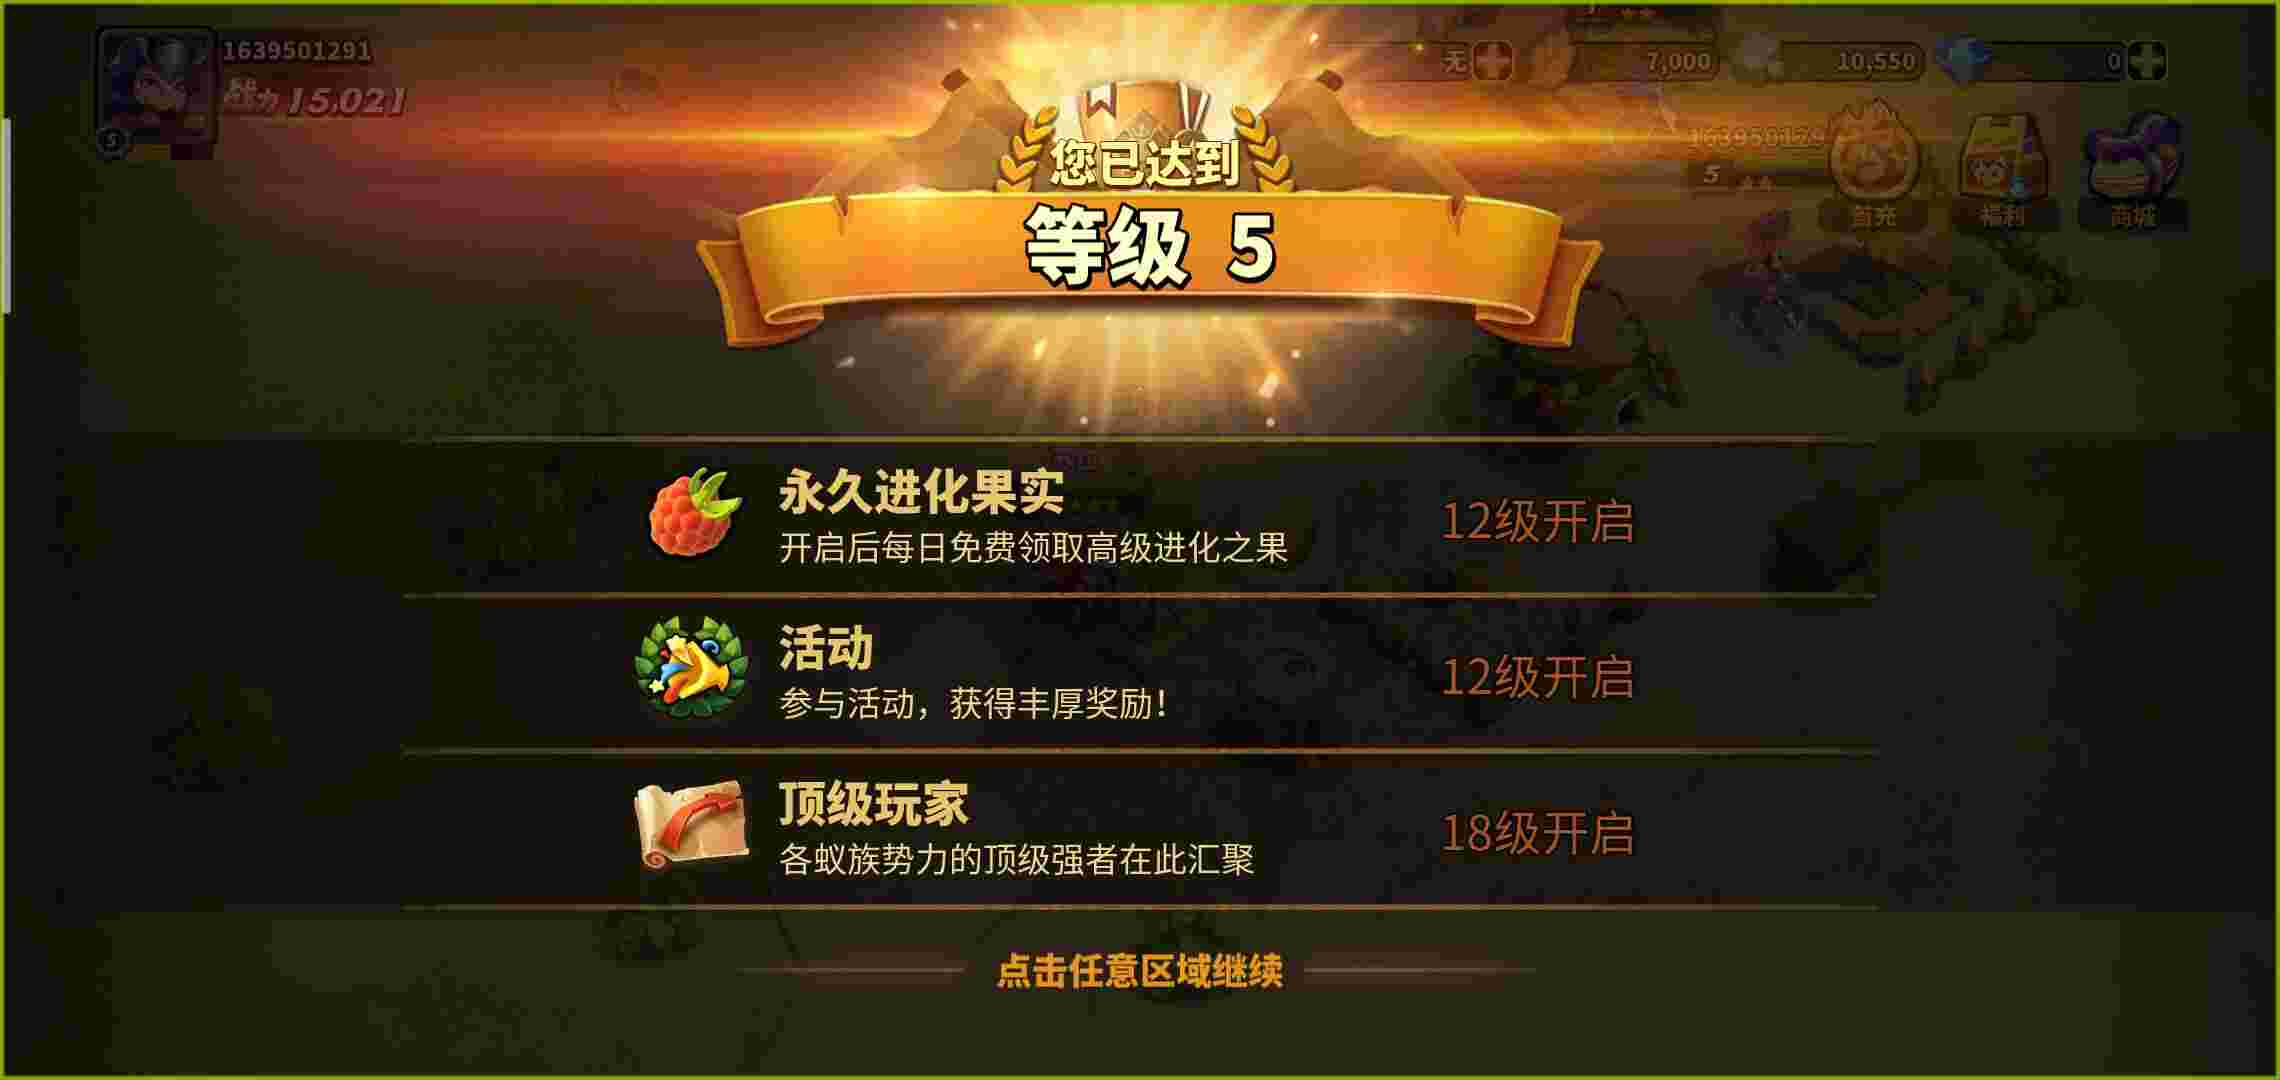 1639501291
战力 15,021
5
无
7,000
10,550
0
163950129
5
首充
福利
商城
您已达到
等级 5
永久进化果实
开启后每日免费领取高级进化之果
12级开启
活动
参与活动，获得丰厚奖励！
12级开启
顶级玩家
各蚁族势力的顶级强者在此汇聚
18级开启
点击任意区域继续